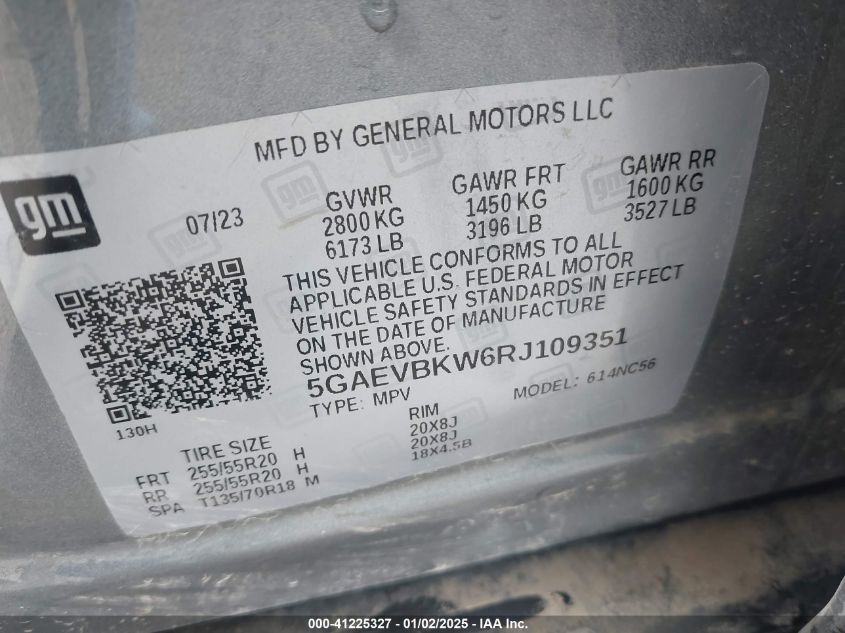 MFD BY GENERAL MOTORS LLC
gm
07/23
GVWR
2800 KG
6173 LB
GAWR FRT
1450 KG
3196 LB
GAWR RR
1600 KG
3527 LB
THIS VEHICLE CONFORMS TO ALL
APPLICABLE U.S. FEDERAL MOTOR
VEHICLE SAFETY STANDARDS IN EFFECT
ON THE DATE OF MANUFACTURE
SHOWN ABOVE.
5GAEVBKW6RJ109351
TYPE: MPV MODEL: 614NC56
130H
TIRE SIZE RIM
FRT 255/55R20 H 20X8J
RR 255/55R20 H 20X8J
SPA T135/70R18 M 18X4.5B
000-41225327 - 01/02/2025 - IAA Inc.